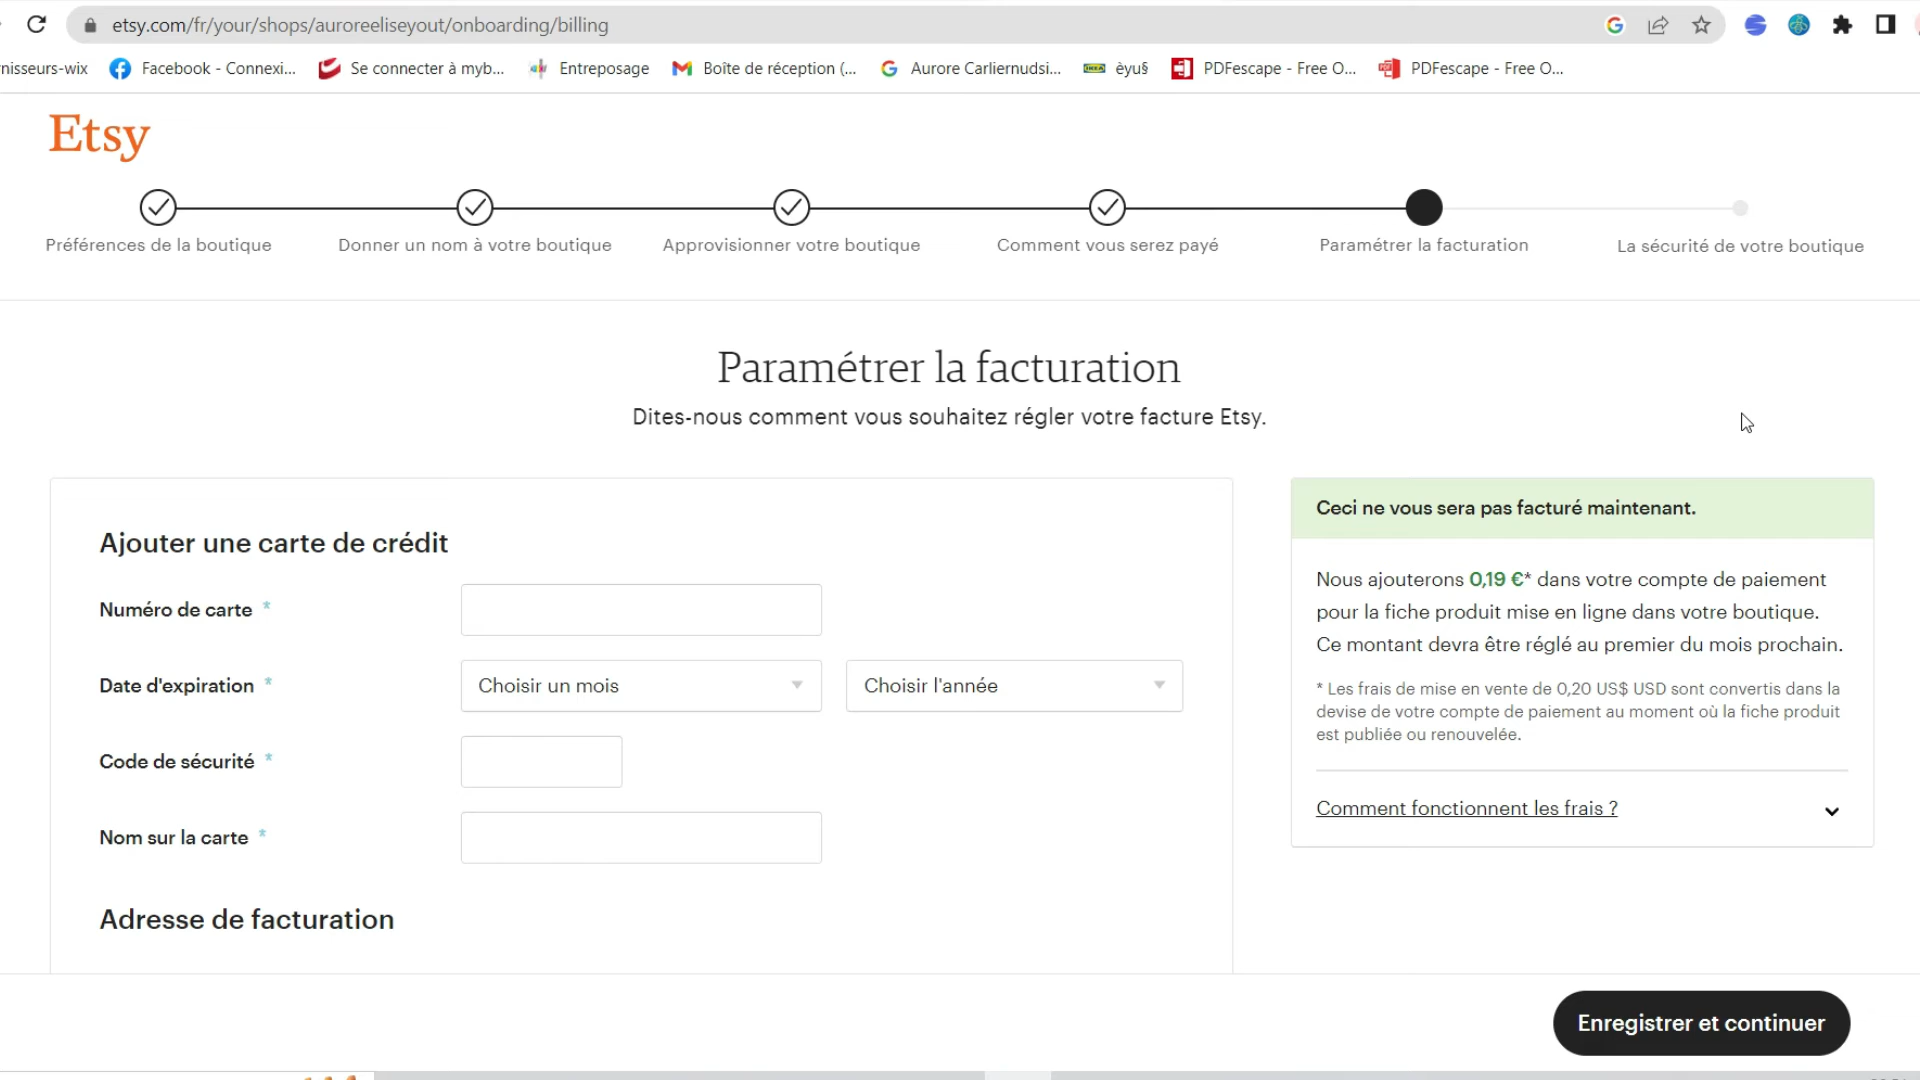 etsy.com/fr/your/shops/auroreeliseyout/onboarding/billing
nisseurs-wix Facebook - Connexi... Se connecter à myb... Entreposage Boîte de réception (... Aurore Carliernudsi... èyu§ PDFescape - Free O... PDFescape - Free O...
Etsy
Préférences de la boutique Donner un nom à votre boutique Approvisionner votre boutique Comment vous serez payé Paramétrer la facturation La sécurité de votre boutique
Paramétrer la facturation
Dites-nous comment vous souhaitez régler votre facture Etsy.
Ajouter une carte de crédit
Numéro de carte *
Date d'expiration * Choisir un mois Choisir l'année
Code de sécurité *
Nom sur la carte *
Adresse de facturation
Ceci ne vous sera pas facturé maintenant.
Nous ajouterons 0,19 €* dans votre compte de paiement
pour la fiche produit mise en ligne dans votre boutique.
Ce montant devra être réglé au premier du mois prochain.
* Les frais de mise en vente de 0,20 US$ USD sont convertis dans la
devise de votre compte de paiement au moment où la fiche produit
est publiée ou renouvelée.
Comment fonctionnent les frais ?
Enregistrer et continuer